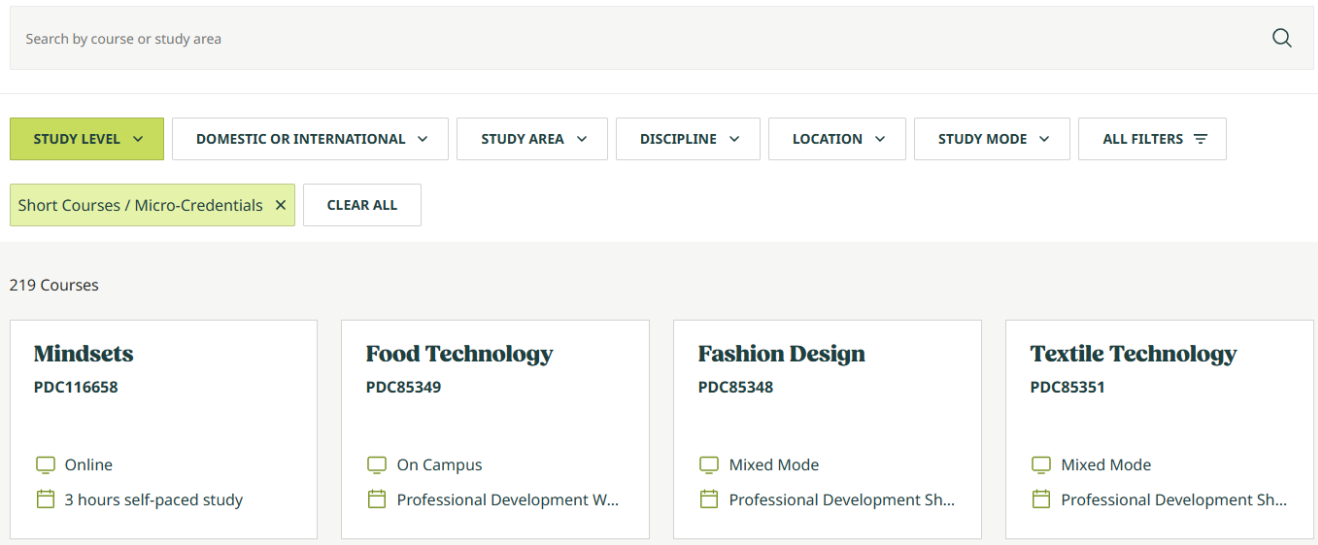 Search by course or study area
STUDY LEVEL
DOMESTIC OR INTERNATIONAL
STUDY AREA
DISCIPLINE
LOCATION
STUDY MODE
ALL FILTERS
Short Courses / Micro-Credentials
CLEAR ALL
219 Courses
Mindsets
PDC116658
Online
3 hours self-paced study
Food Technology
PDC85349
On Campus
Professional Development W...
Fashion Design
PDC85348
Mixed Mode
Professional Development Sh...
Textile Technology
PDC85351
Mixed Mode
Professional Development Sh...